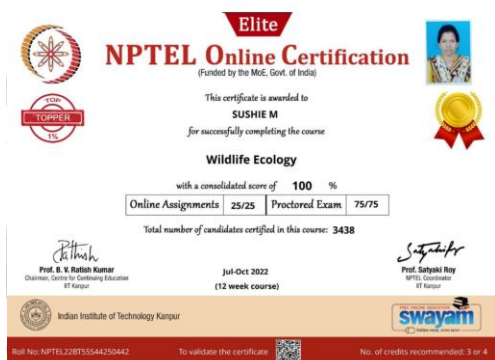 Elite
NPTEL Online Certification
(Funded by the MoE, Govt. of India)
TOP
TOPPER
1%
This certificate is awarded to
SUSHIE M
for successfully completing the course
Wildlife Ecology
with a consolidated score of 100 %
Online Assignments 25/25 Proctored Exam 75/75
Total number of candidates certified in this course: 3438
Prof. B. V. Ratish Kumar
Chairman, Centre for Continuing Education
IIT Kanpur
Jul-Oct 2022
(12 week course)
Prof. Satyaki Roy
NPTEL Coordinator
IIT Kanpur
Indian Institute of Technology Kanpur
FREE ONLINE EDUCATION
swayam
Roll No: NPTEL22BT55S44250442
To validate the certificate
No. of credits recommended: 3 or 4